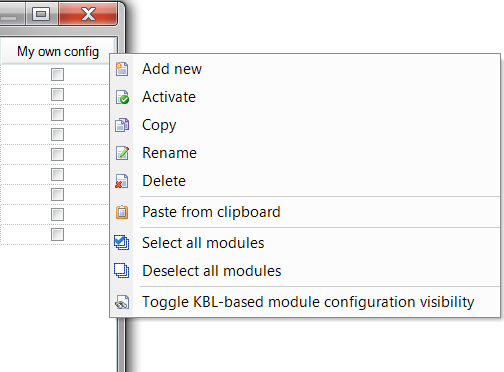 My own config
Add new
Activate
Copy
Rename
Delete
Paste from clipboard
Select all modules
Deselect all modules
Toggle KBL-based module configuration visibility